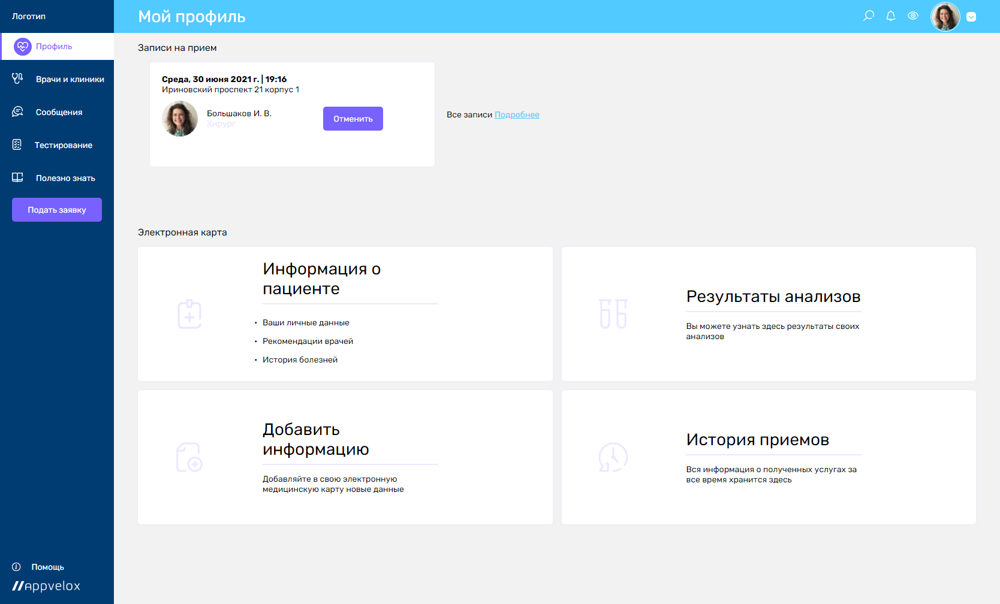 Логотип
Мой профиль
Профиль
Врачи и клиники
Сообщения
Тестирование
Полезно знать
Подать заявку
Записи на прием
Среда, 30 июня 2021 г. | 19:16
Ириновский проспект 21 корпус 1
Большаков И. В.
Хирург
Отменить
Все записи Подробнее
Электронная карта
Информация о
пациенте
• Ваши личные данные
• Рекомендации врачей
• История болезней
Результаты анализов
Вы можете узнать здесь результаты своих
анализов
Добавить
информацию
Добавляйте в свою электронную
медицинскую карту новые данные
История приемов
Вся информация о полученных услугах за
все время хранится здесь
Помощь
//appvelox